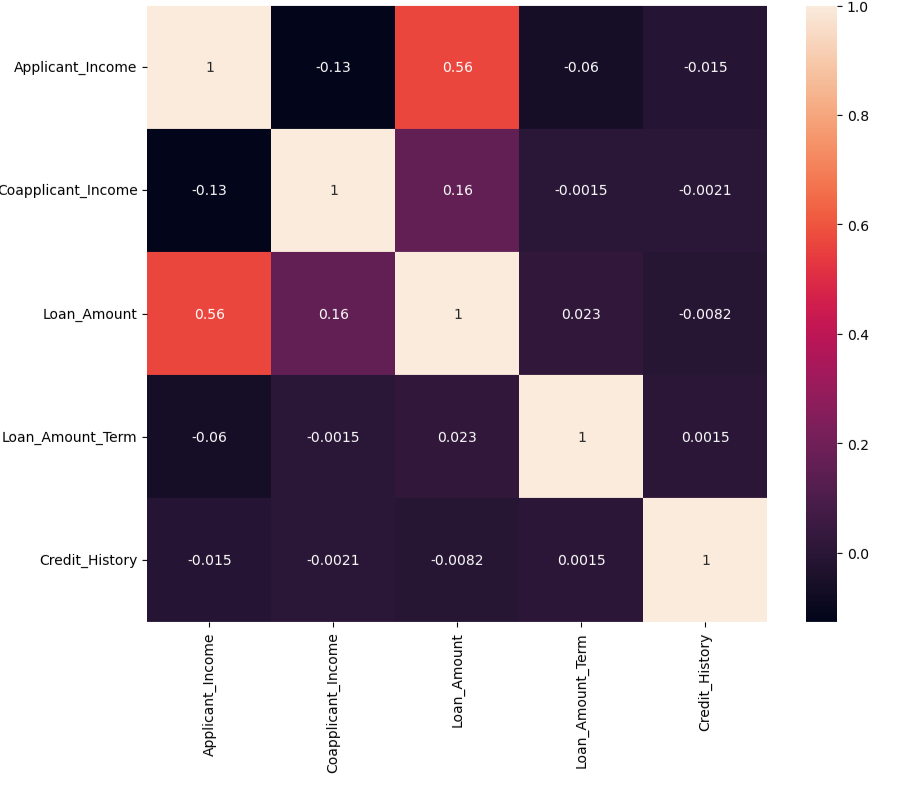 Applicant_Income 1 -0.13 0.56 -0.06 -0.015
Coapplicant_Income -0.13 1 0.16 -0.0015 -0.0021
Loan_Amount 0.56 0.16 1 0.023 -0.0082
Loan_Amount_Term -0.06 -0.0015 0.023 1 0.0015
Credit_History -0.015 -0.0021 -0.0082 0.0015 1
Applicant_Income
Coapplicant_Income
Loan_Amount
Loan_Amount_Term
Credit_History
1.0
0.8
0.6
0.4
0.2
0.0